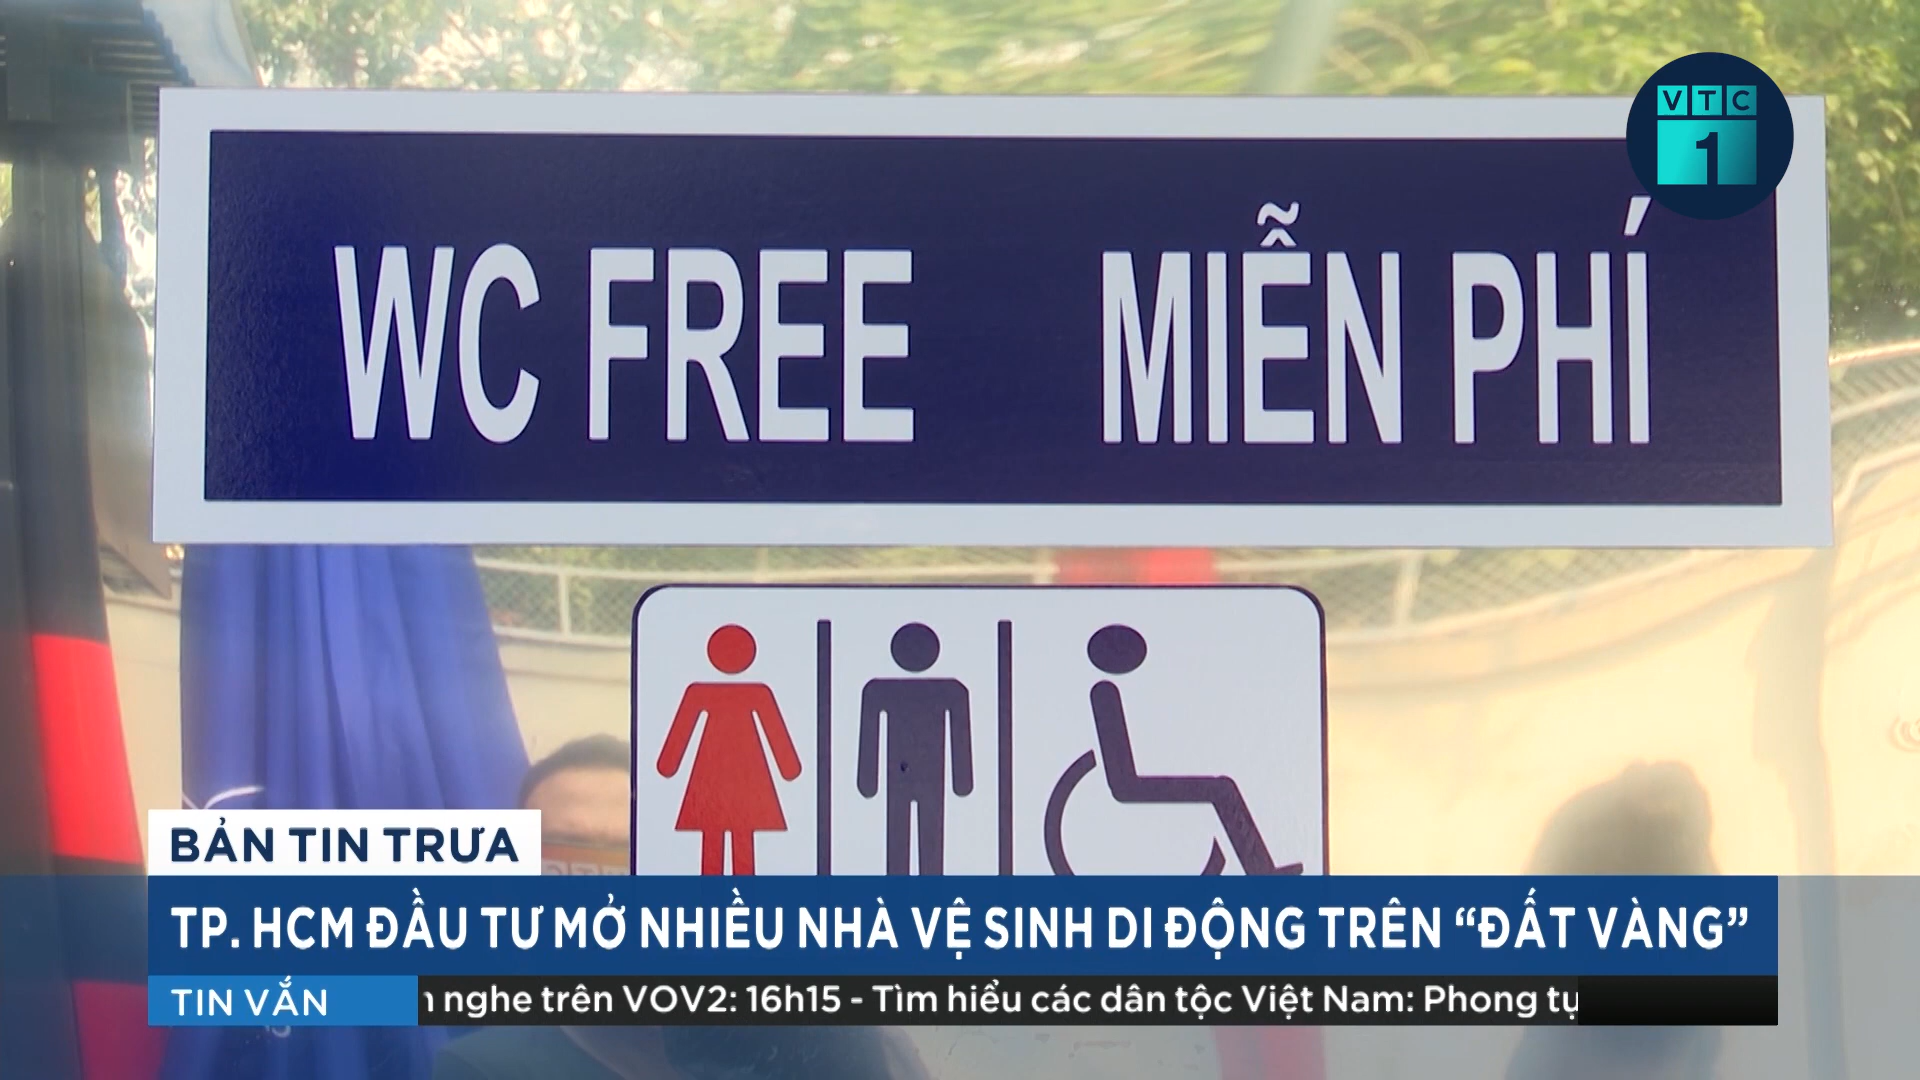 VTC
1
WC FREE MIỄN PHÍ
BẢN TIN TRƯA
TP. HCM ĐẦU TƯ MỞ NHIỀU NHÀ VỆ SINH DI ĐỘNG TRÊN “ĐẤT VÀNG”
TIN VẮN nghe trên VOV2: 16h15 - Tìm hiểu các dân tộc Việt Nam: Phong